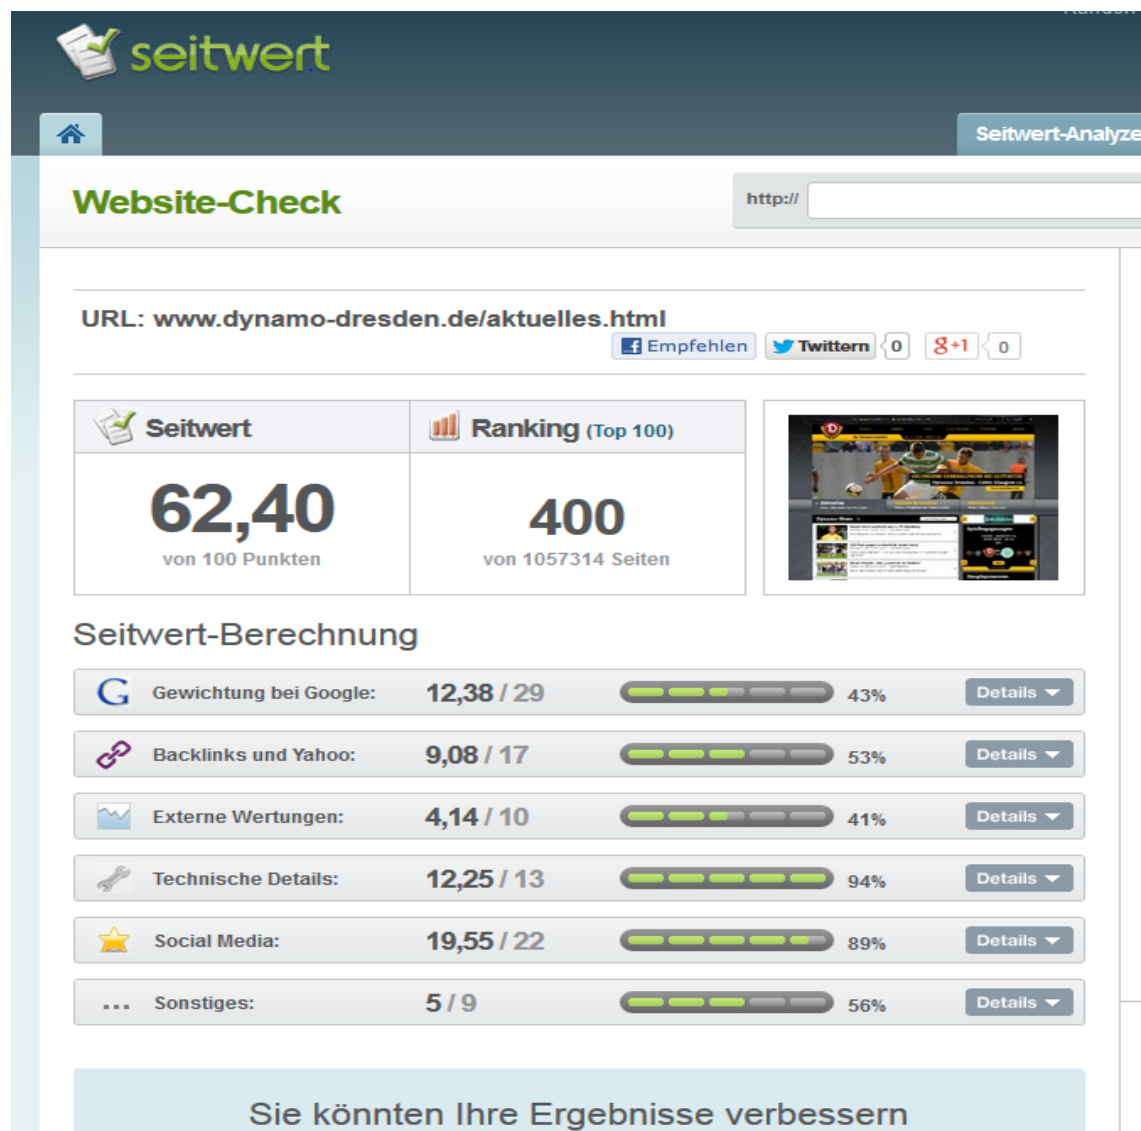 seitwert
Seitwert-Analyze
Website-Check
http://
URL: www.dynamo-dresden.de/aktuelles.html
Empfehlen Twittern 0 g+1 0
Seitwert Ranking (Top 100)
62,40 400
von 100 Punkten von 1057314 Seiten
Seitwert-Berechnung
G Gewichtung bei Google: 12,38 / 29 43% Details
Backlinks und Yahoo: 9,08 / 17 53% Details
Externe Wertungen: 4,14 / 10 41% Details
Technische Details: 12,25 / 13 94% Details
Social Media: 19,55 / 22 89% Details
... Sonstiges: 5 / 9 56% Details
Sie könnten Ihre Ergebnisse verbessern